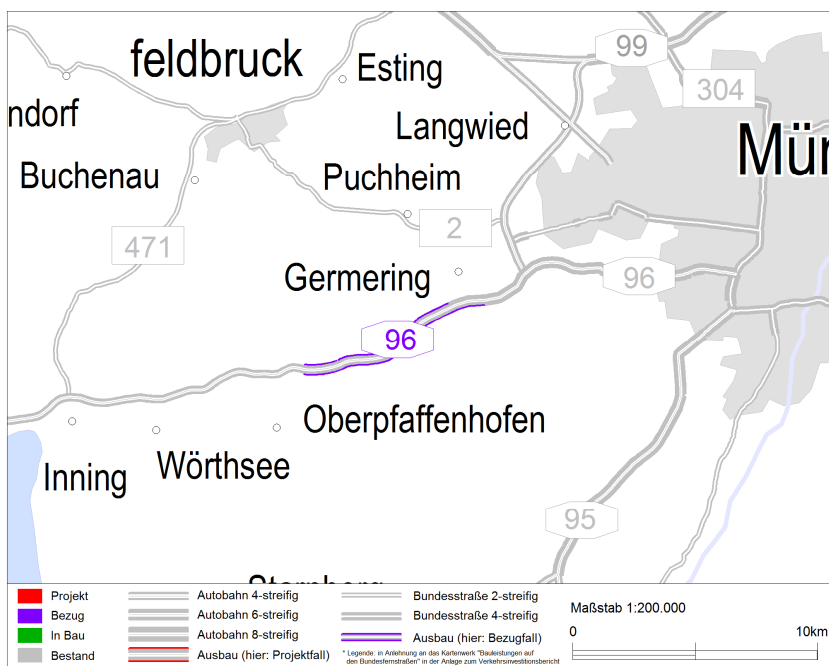 feldbruck
Esting
99
304
ndorf
Langwied
Mün
Buchenau
Puchheim
471
2
Germering
96
96
Oberpfaffenhofen
Wörthsee
Inning
95
Starnberg
Projekt
Bezug
In Bau
Bestand
Autobahn 4-streifig
Autobahn 6-streifig
Autobahn 8-streifig
Ausbau (hier: Projektfall)
Bundesstraße 2-streifig
Bundesstraße 4-streifig
Ausbau (hier: Bezugfall)
* Legende: in Anlehnung an das Kartenwerk "Bauleistungen auf
den Bundesfernstraßen" in der Anlage zum Verkehrsinvestitionsbericht
Maßstab 1:200.000
0
10km